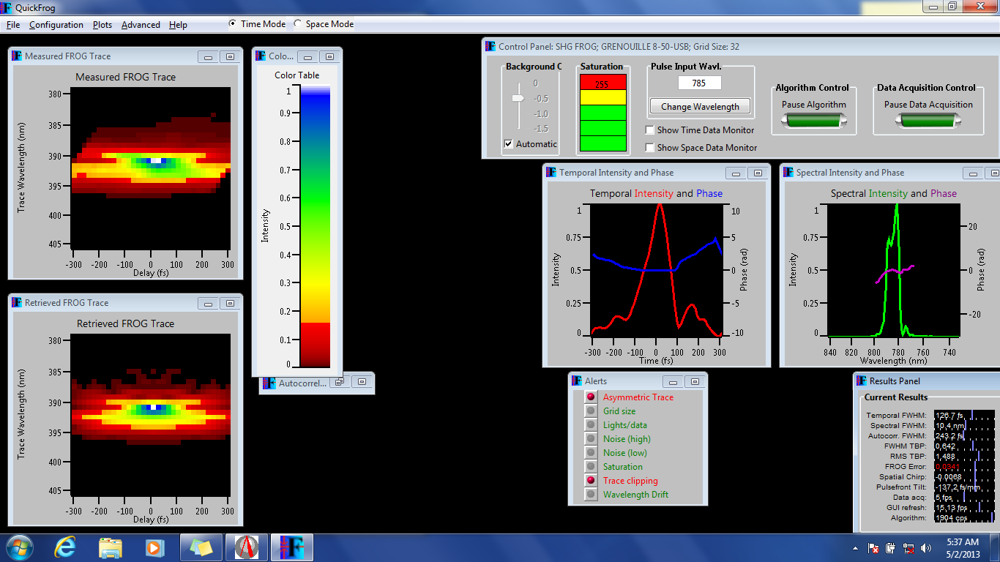 QuickFrog
File Configuration Plots Advanced Help Time Mode Space Mode
Measured FROG Trace
Measured FROG Trace
Trace Wavelength (nm)
380
385
390
395
400
405
-300 -200 -100 0 100 200 300
Delay (fs)
Retrieved FROG Trace
Retrieved FROG Trace
Trace Wavelength (nm)
380
385
390
395
400
405
-300 -200 -100 0 100 200 300
Delay (fs)
Colo...
Color Table
Intensity
1
0.9
0.8
0.7
0.6
0.5
0.4
0.3
0.2
0.1
0
Autocorrel...
Control Panel: SHG FROG; GRENOUILLE 8-50-USB; Grid Size: 32
Background C
0
-0.5
-1.0
-1.5
Automatic
Saturation
255
Pulse Input Wavl.
785
Change Wavelength
Show Time Data Monitor
Show Space Data Monitor
Algorithm Control
Pause Algorithm
Data Acquisition Control
Pause Data Acquisition
Temporal Intensity and Phase
Temporal Intensity and Phase
Intensity
1
0.75
0.5
0.25
0
10
5
0
-5
-10
Phase (rad)
-300 -200 -100 0 100 200 300
Time (fs)
Spectral Intensity and Phase
Spectral Intensity and Phase
Intensity
1
0.75
0.5
0.25
0
20
0
-20
Phase (rad)
840 820 800 780 760 740
Wavelength (nm)
Alerts
Asymmetric Trace
Grid size
Lights/data
Noise (high)
Noise (low)
Saturation
Trace clipping
Wavelength Drift
Results Panel
Current Results
Temporal FWHM: 126.7 fs
Spectral FWHM: 10.4 nm
Autocorr. FWHM: 243.2 fs
FWHM TBP: 0.642
RMS TBP: 1.488
FROG Error: 0.0341
Spatial Chirp: -0.0068
Pulsefront Tilt: -137.2 fs/mm
Data acq: 5 fps
GUI refresh: 15.13 fps
Algorithm: 1904 cps
5:37 AM
5/2/2013